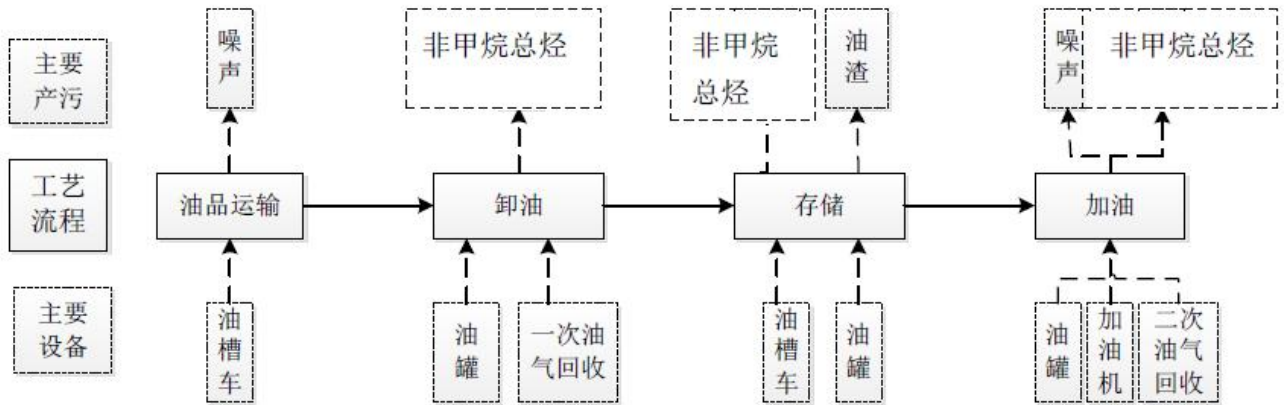 主要
产污
噪
声
非甲烷总烃
非甲烷
总烃
油
渣
噪
声
非甲烷总烃
工艺
流程
油品运输
卸油
存储
加油
主要
设备
油
槽
车
油
罐
一次油
气回收
油
槽
车
油
罐
油
罐
加
油
机
二次
油气
回收